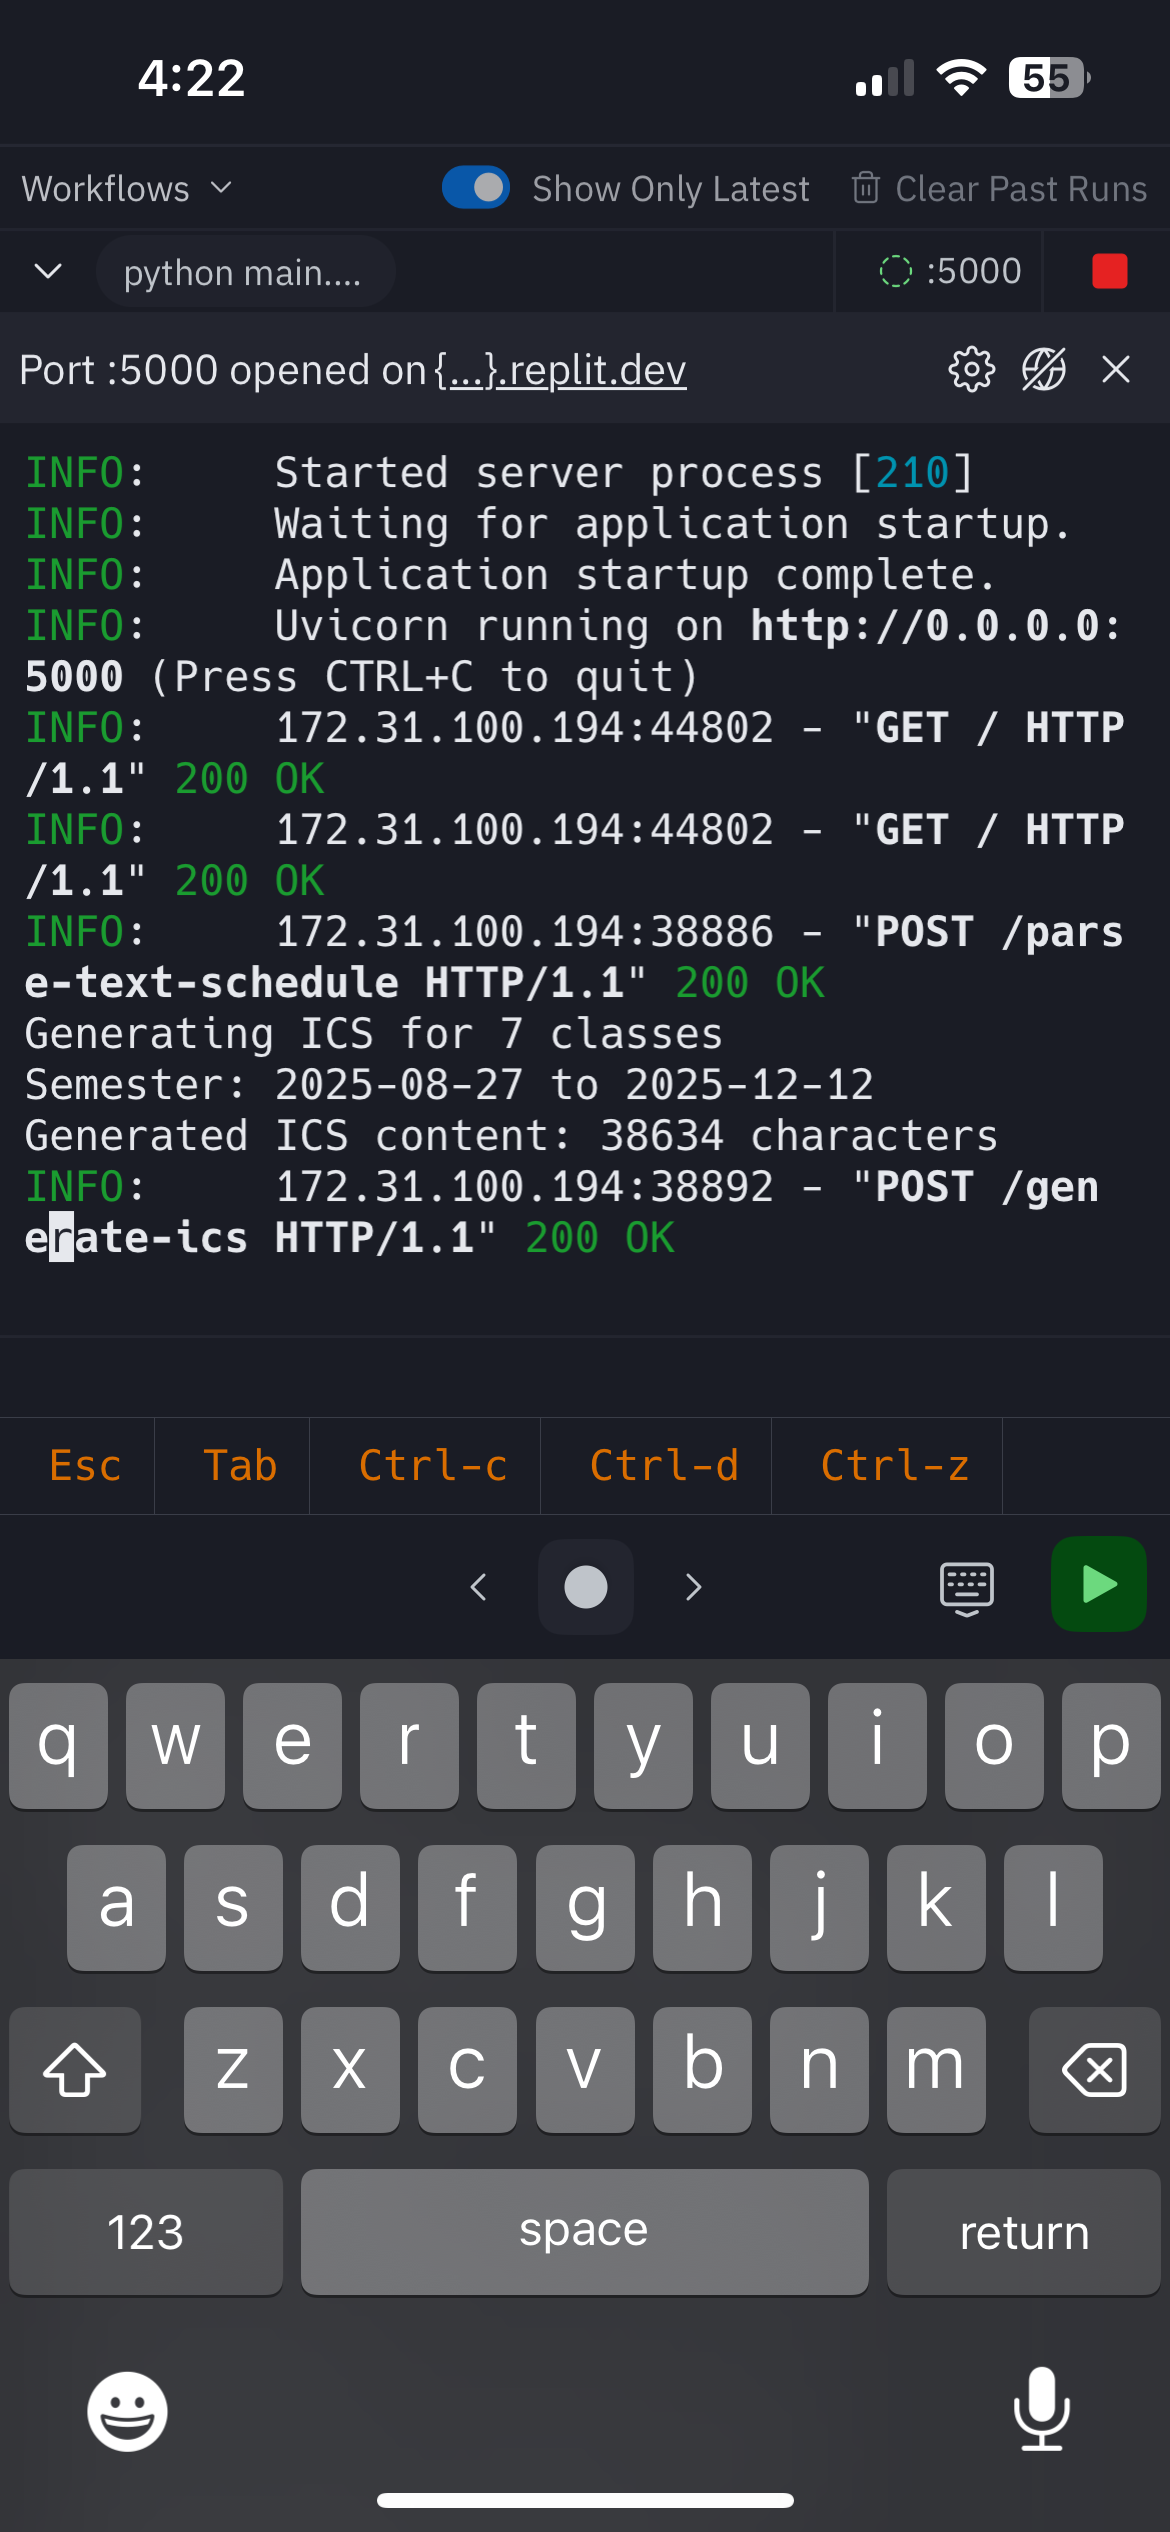 4:22
55
Workflows Show Only Latest Clear Past Runs
python main.... :5000
Port :5000 opened on {...}.replit.dev
INFO:     Started server process [210]
INFO:     Waiting for application startup.
INFO:     Application startup complete.
INFO:     Uvicorn running on http://0.0.0.0:
5000 (Press CTRL+C to quit)
INFO:     172.31.100.194:44802 - "GET / HTTP
/1.1" 200 OK
INFO:     172.31.100.194:44802 - "GET / HTTP
/1.1" 200 OK
INFO:     172.31.100.194:38886 - "POST /pars
e-text-schedule HTTP/1.1" 200 OK
Generating ICS for 7 classes
Semester: 2025-08-27 to 2025-12-12
Generated ICS content: 38634 characters
INFO:     172.31.100.194:38892 - "POST /gen
erate-ics HTTP/1.1" 200 OK
Esc Tab Ctrl-c Ctrl-d Ctrl-z
q w e r t y u i o p
a s d f g h j k l
z x c v b n m
123 space return